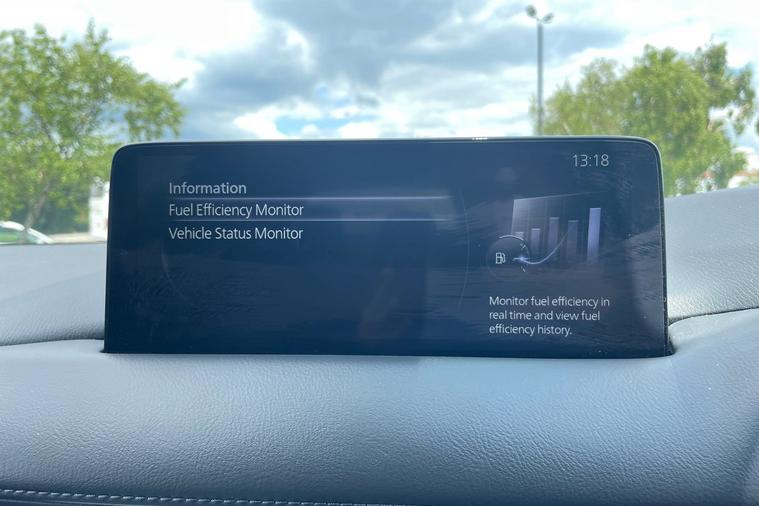 13:18
Information
Fuel Efficiency Monitor
Vehicle Status Monitor
Monitor fuel efficiency in
real time and view fuel
efficiency history.